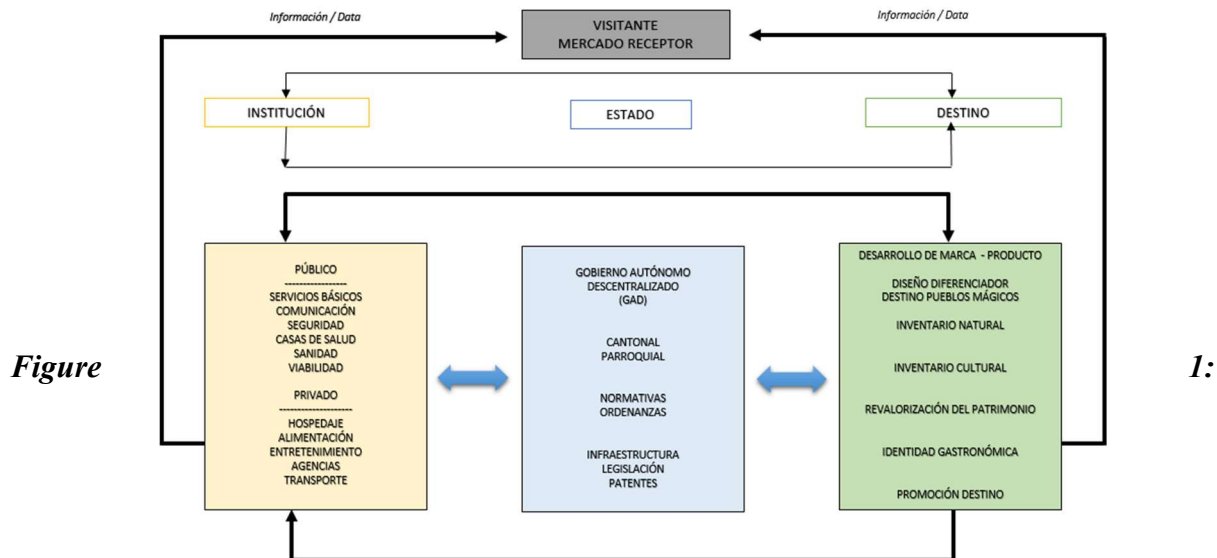 Información / Data
Información / Data
VISITANTE
MERCADO RECEPTOR
INSTITUCIÓN
ESTADO
DESTINO
PÚBLICO
-----------------
SERVICIOS BÁSICOS
COMUNICACIÓN
SEGURIDAD
CASAS DE SALUD
SANIDAD
VIABILIDAD
PRIVADO
--------------------
HOSPEDAJE
ALIMENTACIÓN
ENTRETENIMIENTO
AGENCIAS
TRANSPORTE
GOBIERNO AUTÓNOMO
DESCENTRALIZADO
(GAD)
CANTONAL
PARROQUIAL
NORMATIVAS
ORDENANZAS
INFRAESTRUCTURA
LEGISLACIÓN
PATENTES
DESARROLLO DE MARCA - PRODUCTO
DISEÑO DIFERENCIADOR
DESTINO PUEBLOS MÁGICOS
INVENTARIO NATURAL
INVENTARIO CULTURAL
REVALORIZACIÓN DEL PATRIMONIO
IDENTIDAD GASTRONÓMICA
PROMOCIÓN DESTINO
Figure 1: